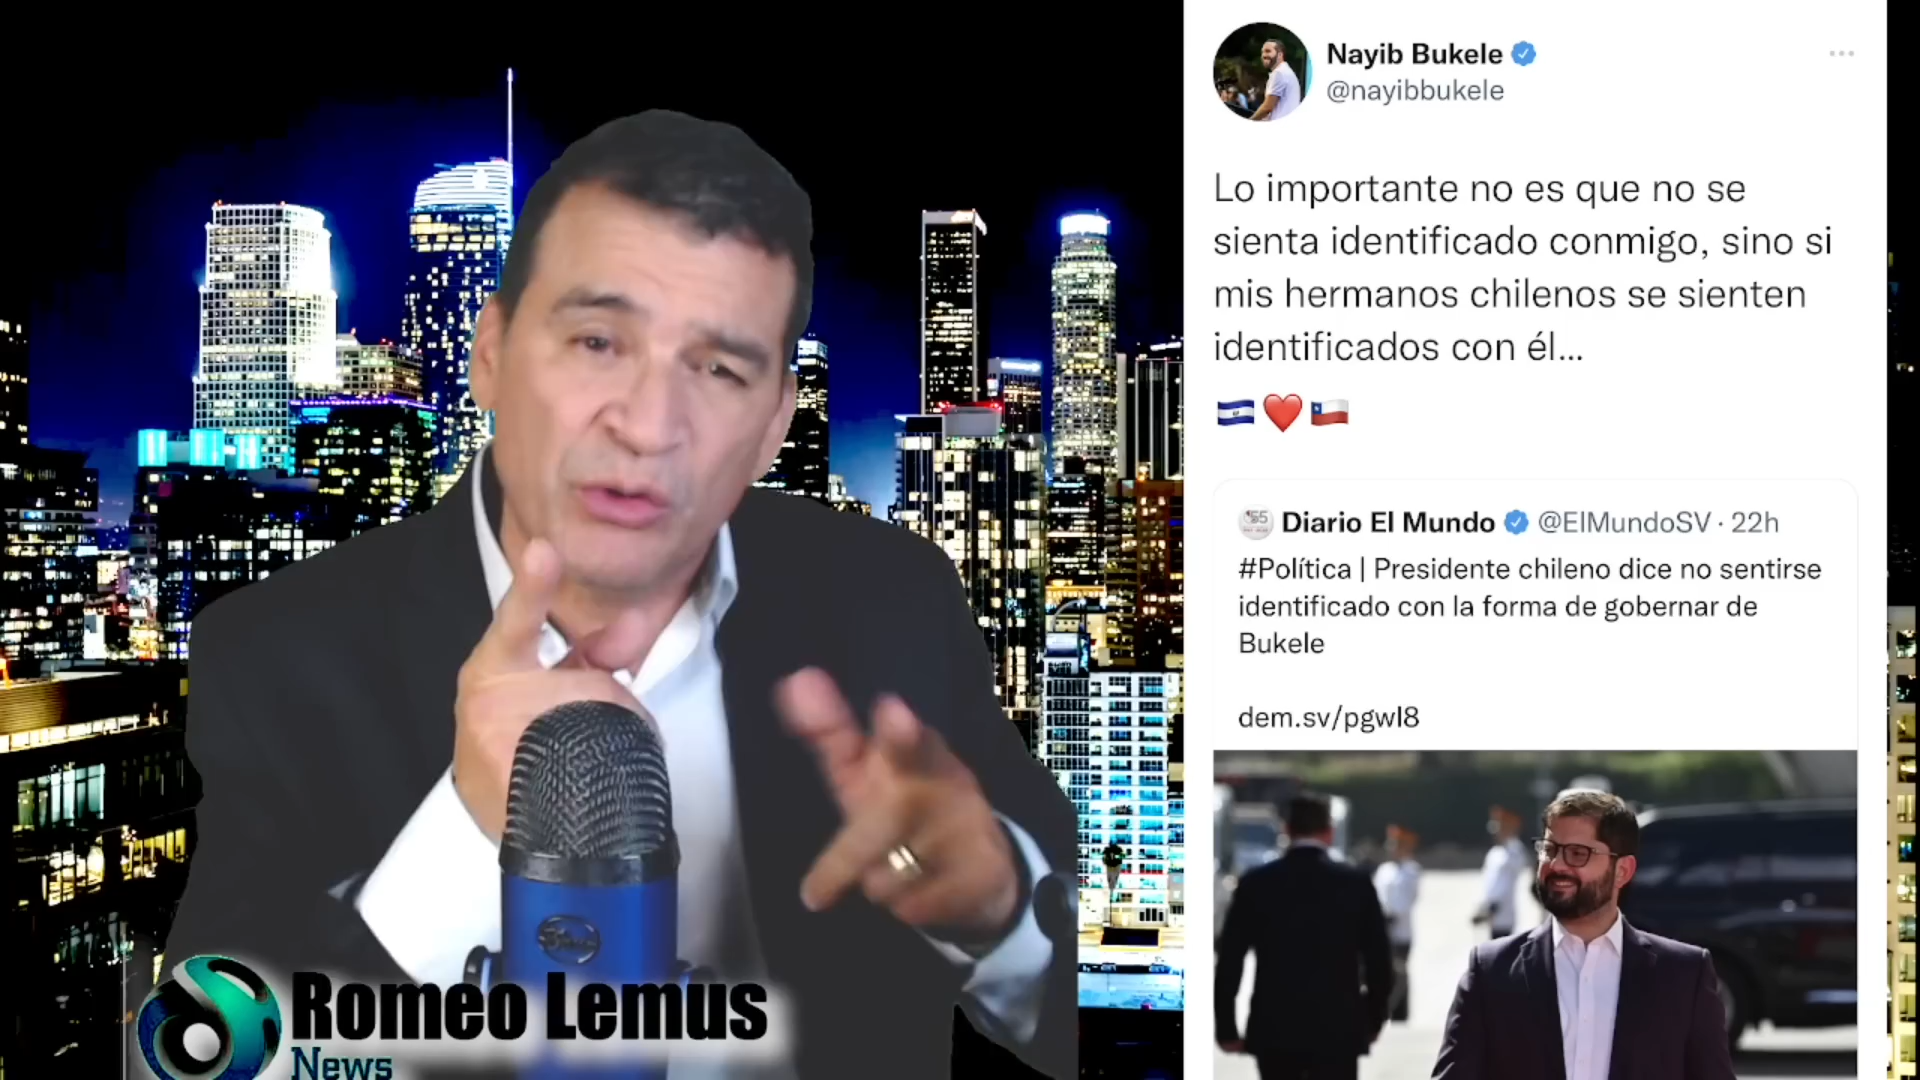 Nayib Bukele
@nayibbukele
Lo importante no es que no se
sienta identificado conmigo, sino si
mis hermanos chilenos se sienten
identificados con él...
Diario El Mundo @ElMundoSV · 22h
#Política | Presidente chileno dice no sentirse
identificado con la forma de gobernar de
Bukele
dem.sv/pgwl8
Romeo Lemus
News